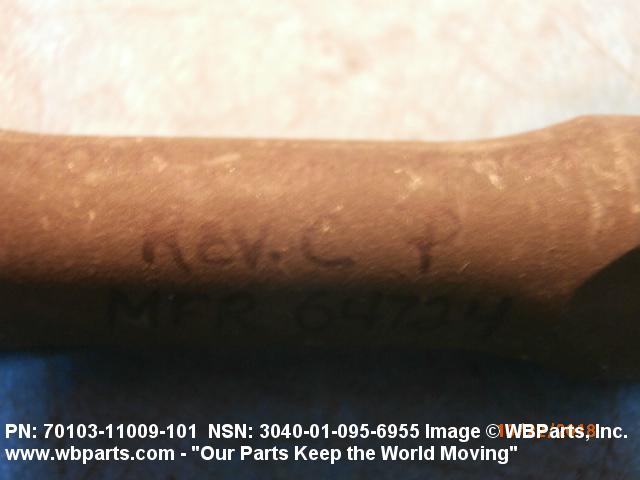 Rev. C P
MFR 64724
PN: 70103-11009-101 NSN: 3040-01-095-6955 Image © WBParts, Inc.
www.wbparts.com - "Our Parts Keep the World Moving"